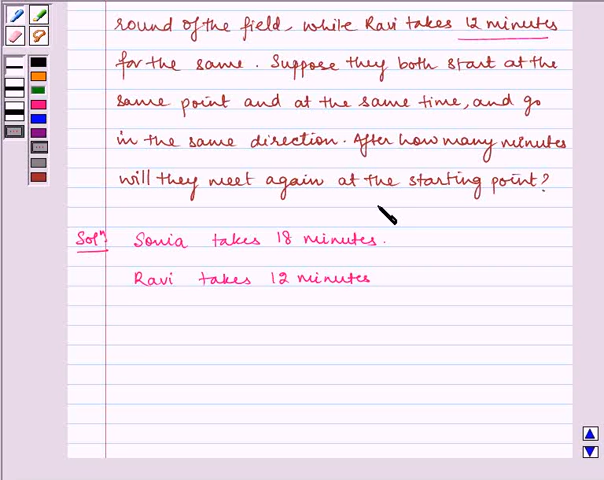 round of the field, while Ravi takes 12 minutes
for the same. Suppose they both start at the
same point and at the same time, and go
in the same direction. After how many minutes
will they meet again at the starting point?
Solⁿ Sonia takes 18 minutes.
Ravi takes 12 minutes